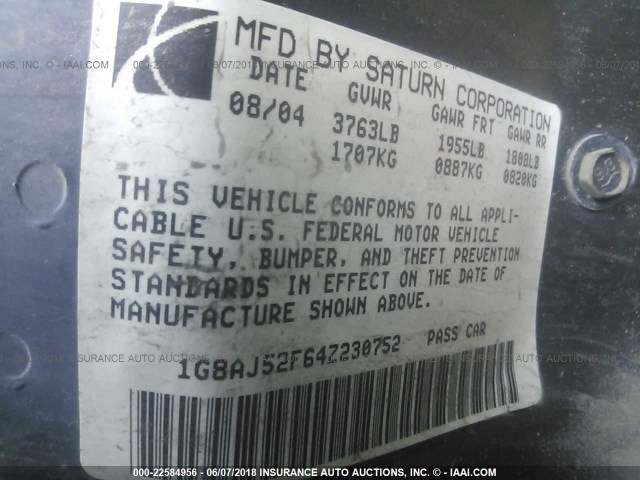 MFD BY SATURN CORPORATION
DATE GVWR GAWR FRT GAWR RR
08/04 3763LB 1955LB 1808LB
1707KG 0887KG 0820KG
THIS VEHICLE CONFORMS TO ALL APPLI-
CABLE U.S. FEDERAL MOTOR VEHICLE
SAFETY, BUMPER, AND THEFT PREVENTION
STANDARDS IN EFFECT ON THE DATE OF
MANUFACTURE SHOWN ABOVE.
1G8AJ52F64Z230752 PASS CAR
000-22584956 - 06/07/2018 INSURANCE AUTO AUCTIONS, INC. - © IAAI.COM